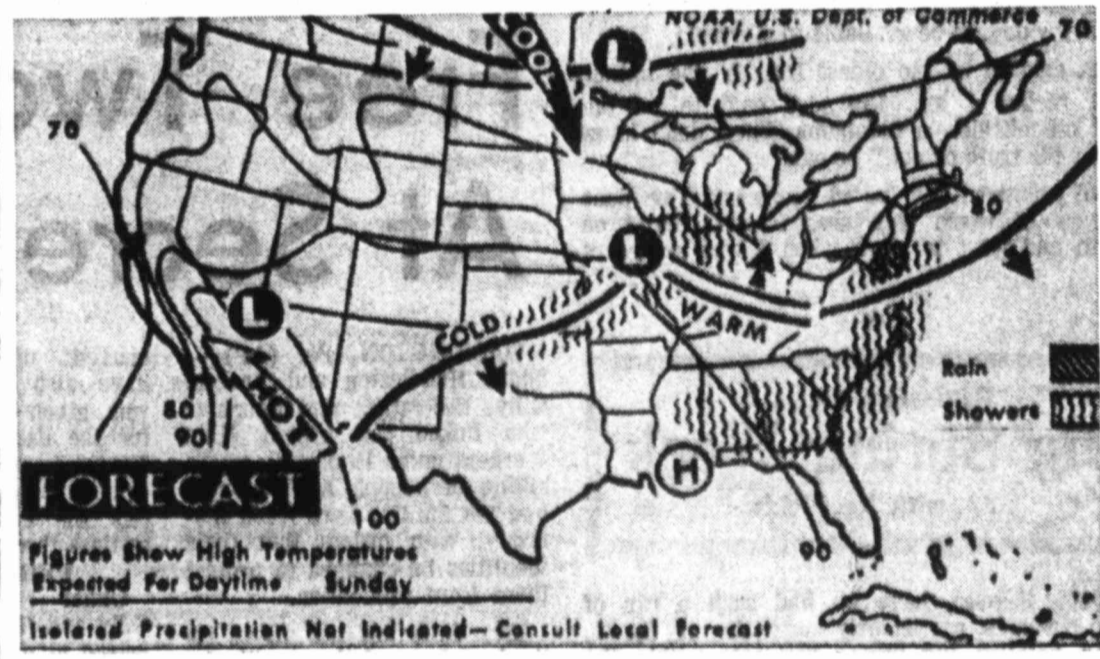 NOAA, U.S. Dept. of Commerce
70
COOL
L
70
80
L
L
COLD
WARM
HOT
Rain
Showers
80
90
H
FORECAST
100
90
Figures Show High Temperatures
Expected For Daytime Sunday
Isolated Precipitation Not Indicated—Consult Local Forecast